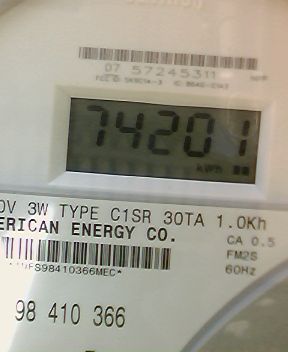 07 57245311
74201
KWH
0V 3W TYPE C1SR 30TA 1.0Kh
ERICAN ENERGY CO.
CA 0.5
FM2S
60Hz
98 410 366